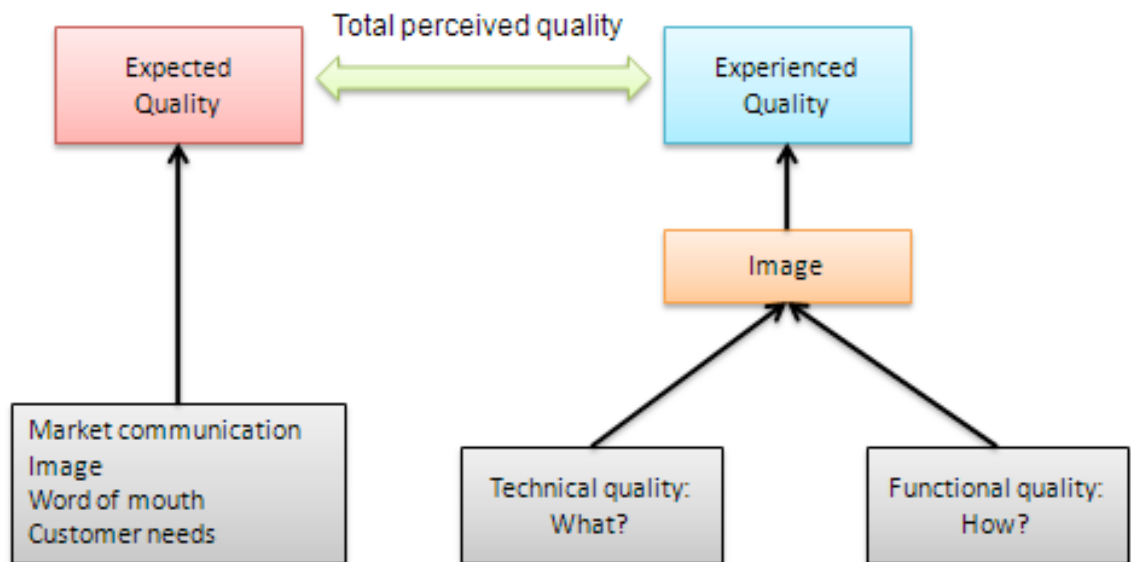 Total perceived quality
Expected
Quality
Experienced
Quality
Image
Market communication
Image
Word of mouth
Customer needs
Technical quality:
What?
Functional quality:
How?